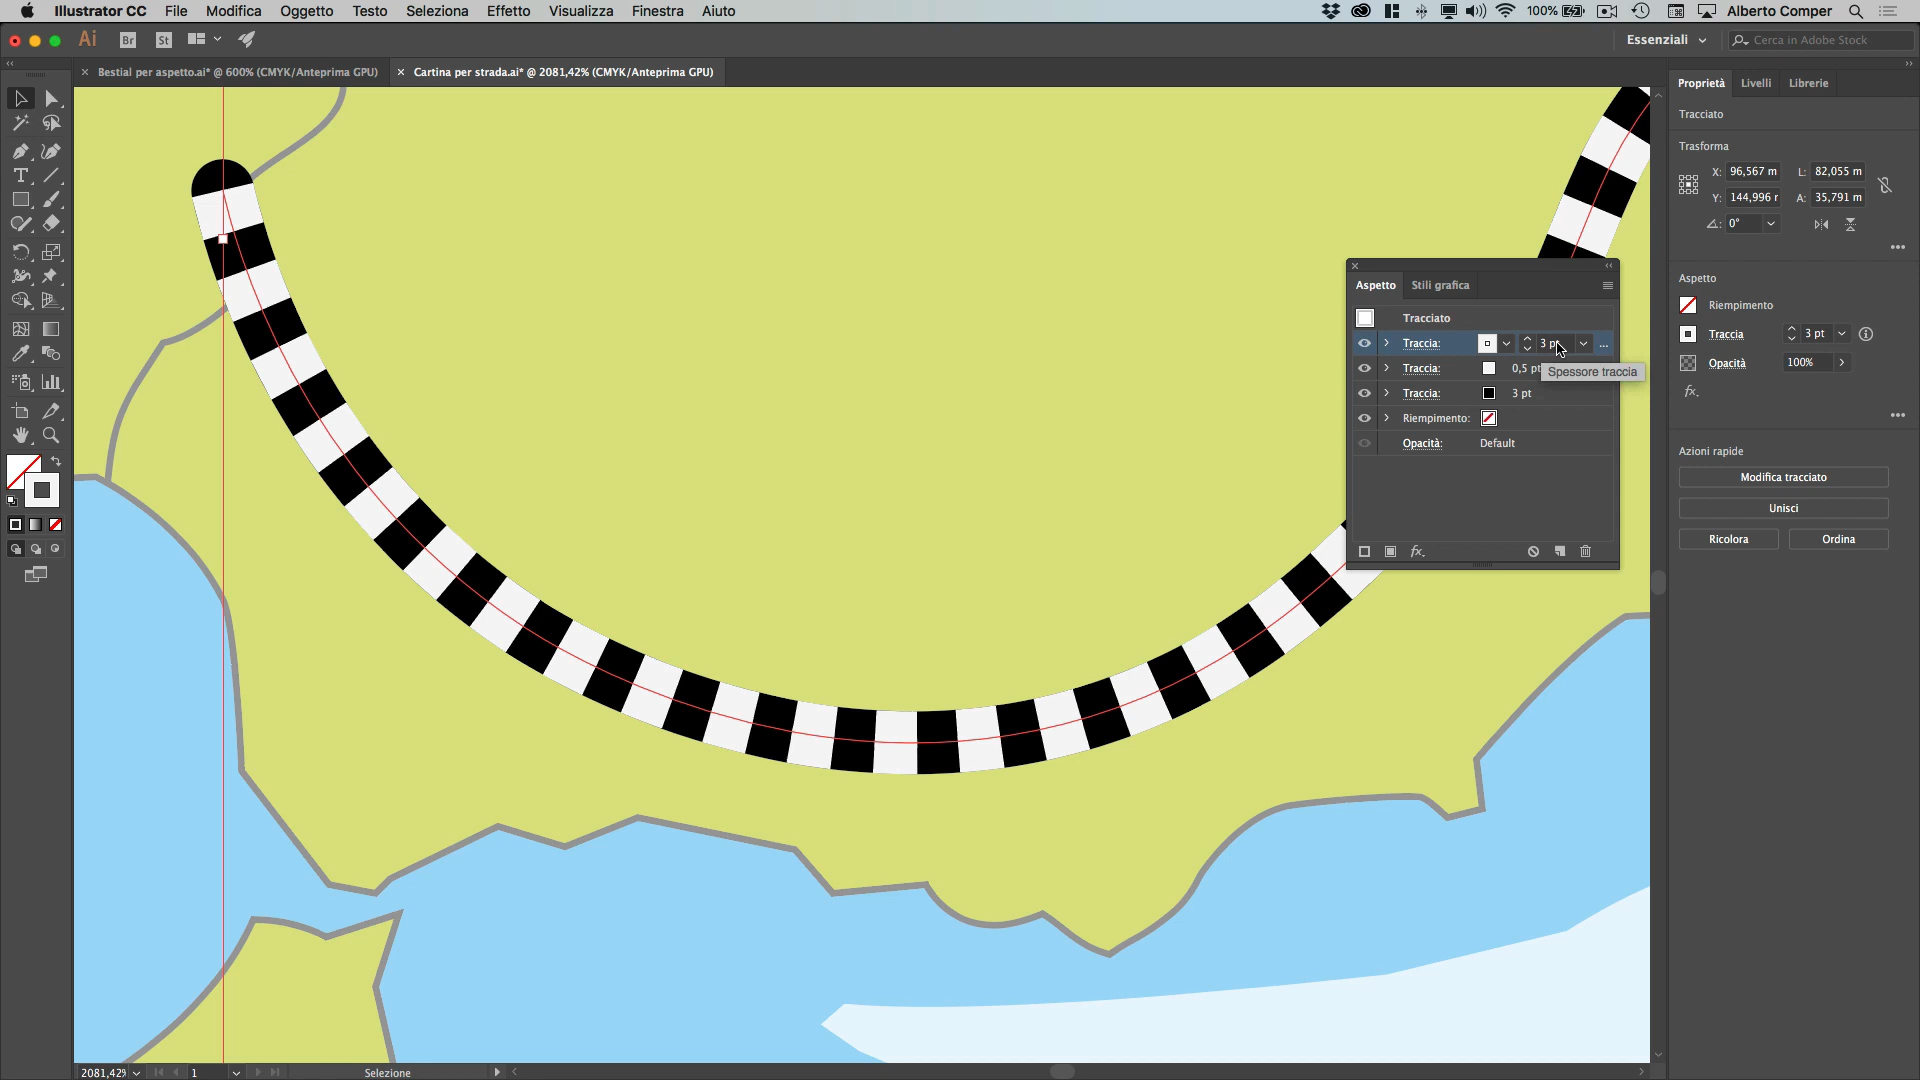 Illustrator CC File Modifica Oggetto Testo Seleziona Effetto Visualizza Finestra Aiuto 100% Alberto Comper
Ai Br St Essenziali Cerca in Adobe Stock
Bestial per aspetto.ai* @ 600% (CMYK/Anteprima GPU) Cartina per strada.ai* @ 2081,42% (CMYK/Anteprima GPU)
Proprietà Livelli Librerie
Tracciato
Trasforma
X: 96,567 m L: 82,055 m
Y: 144,996 r A: 35,791 m
0°
Aspetto
Riempimento
Traccia 3 pt
Opacità 100%
fx.
Azioni rapide
Modifica tracciato
Unisci
Ricolora Ordina
Aspetto Stili grafica
Tracciato
Traccia: 3 pt
Traccia: 0,5 pt
Spessore traccia
Traccia: 3 pt
Riempimento:
Opacità: Default
fx.
2081,42% 1 Selezione